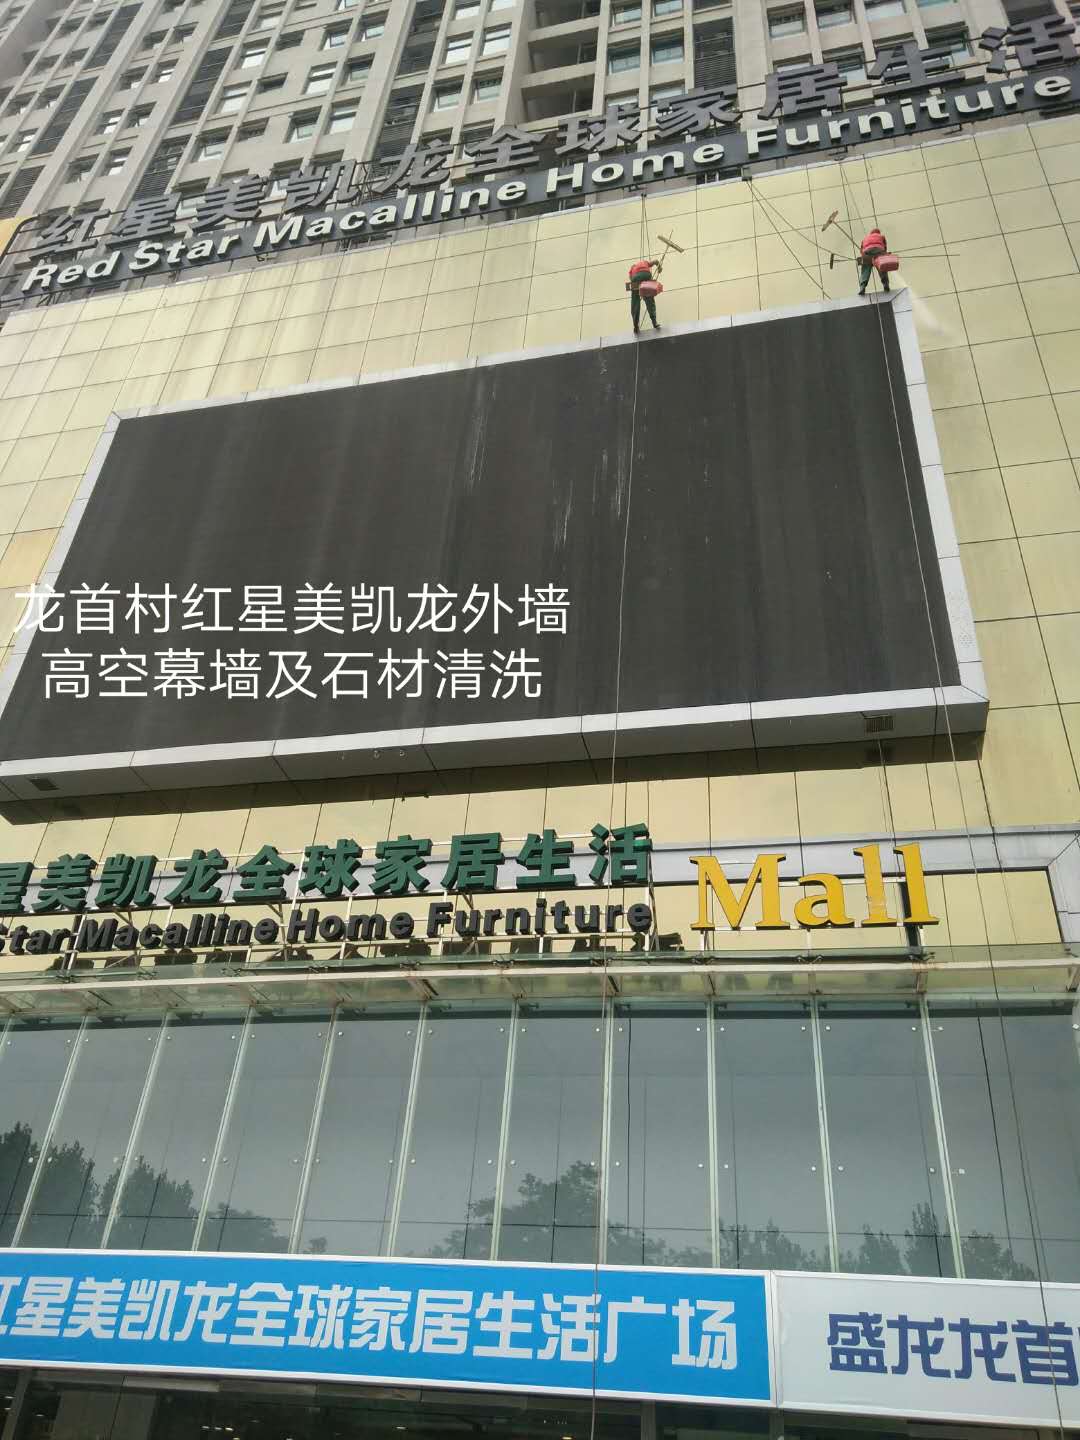 红星美凯龙全球家居生活
Red Star Macalline Home Furniture
龙首村红星美凯龙外墙
高空幕墙及石材清洗
星美凯龙全球家居生活
Star Macalline Home Furniture
Mall
红星美凯龙全球家居生活广场
盛龙龙首